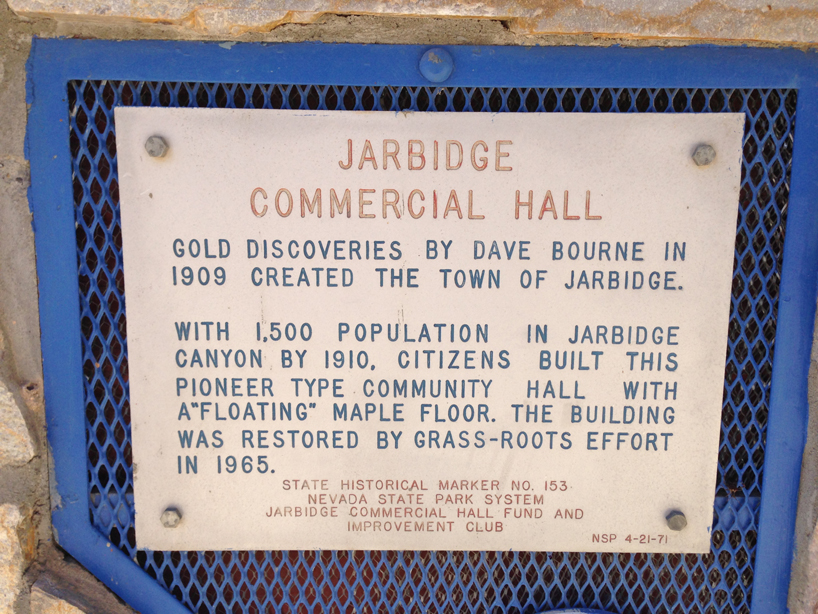 JARBIDGE
COMMERCIAL HALL
GOLD DISCOVERIES BY DAVE BOURNE IN
1909 CREATED THE TOWN OF JARBIDGE.
WITH 1,500 POPULATION IN JARBIDGE
CANYON BY 1910, CITIZENS BUILT THIS
PIONEER TYPE COMMUNITY HALL WITH
A "FLOATING" MAPLE FLOOR. THE BUILDING
WAS RESTORED BY GRASS-ROOTS EFFORT
IN 1965.
STATE HISTORICAL MARKER NO. 153
NEVADA STATE PARK SYSTEM
JARBIDGE COMMERCIAL HALL FUND AND
IMPROVEMENT CLUB
NSP 4-21-71